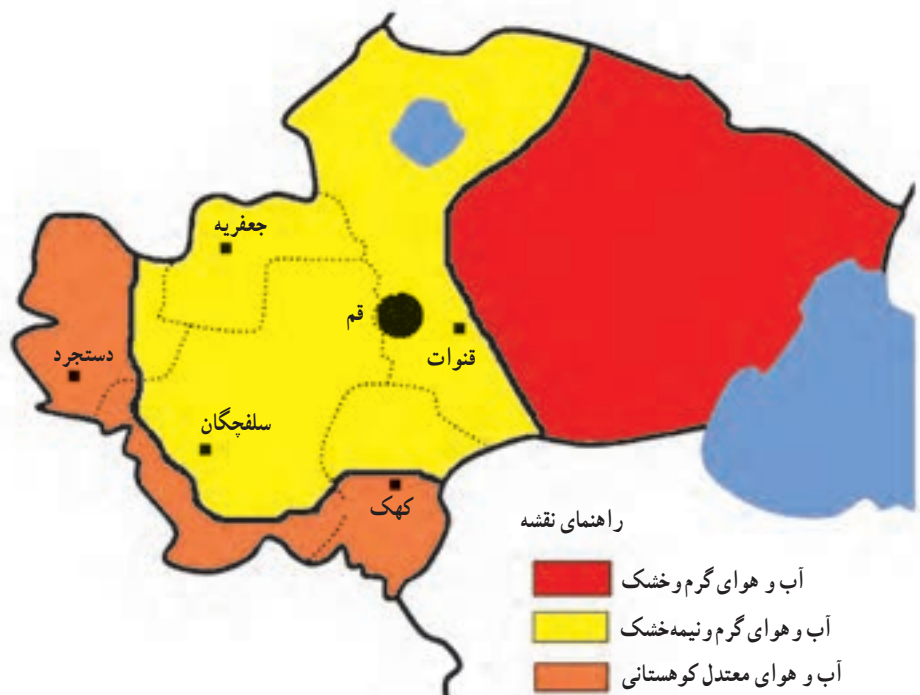 جعفریه
قم
قنوات
دستجرد
سلفچگان
کهک
راهنمای نقشه
آب و هوای گرم و خشک
آب و هوای گرم و نیمه‌خشک
آب و هوای معتدل کوهستانی